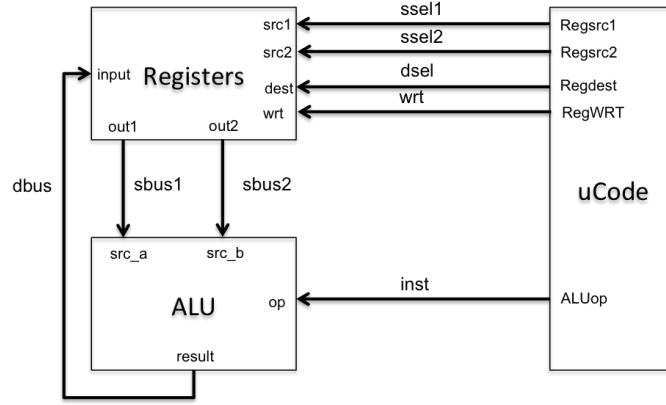 ssel1
src1
Regsrc1
ssel2
src2
Regsrc2
input
Registers
dsel
dest
Regdest
wrt
wrt
RegWRT
out1
out2
dbus
sbus1
sbus2
uCode
src_a
src_b
inst
op
ALUop
ALU
result